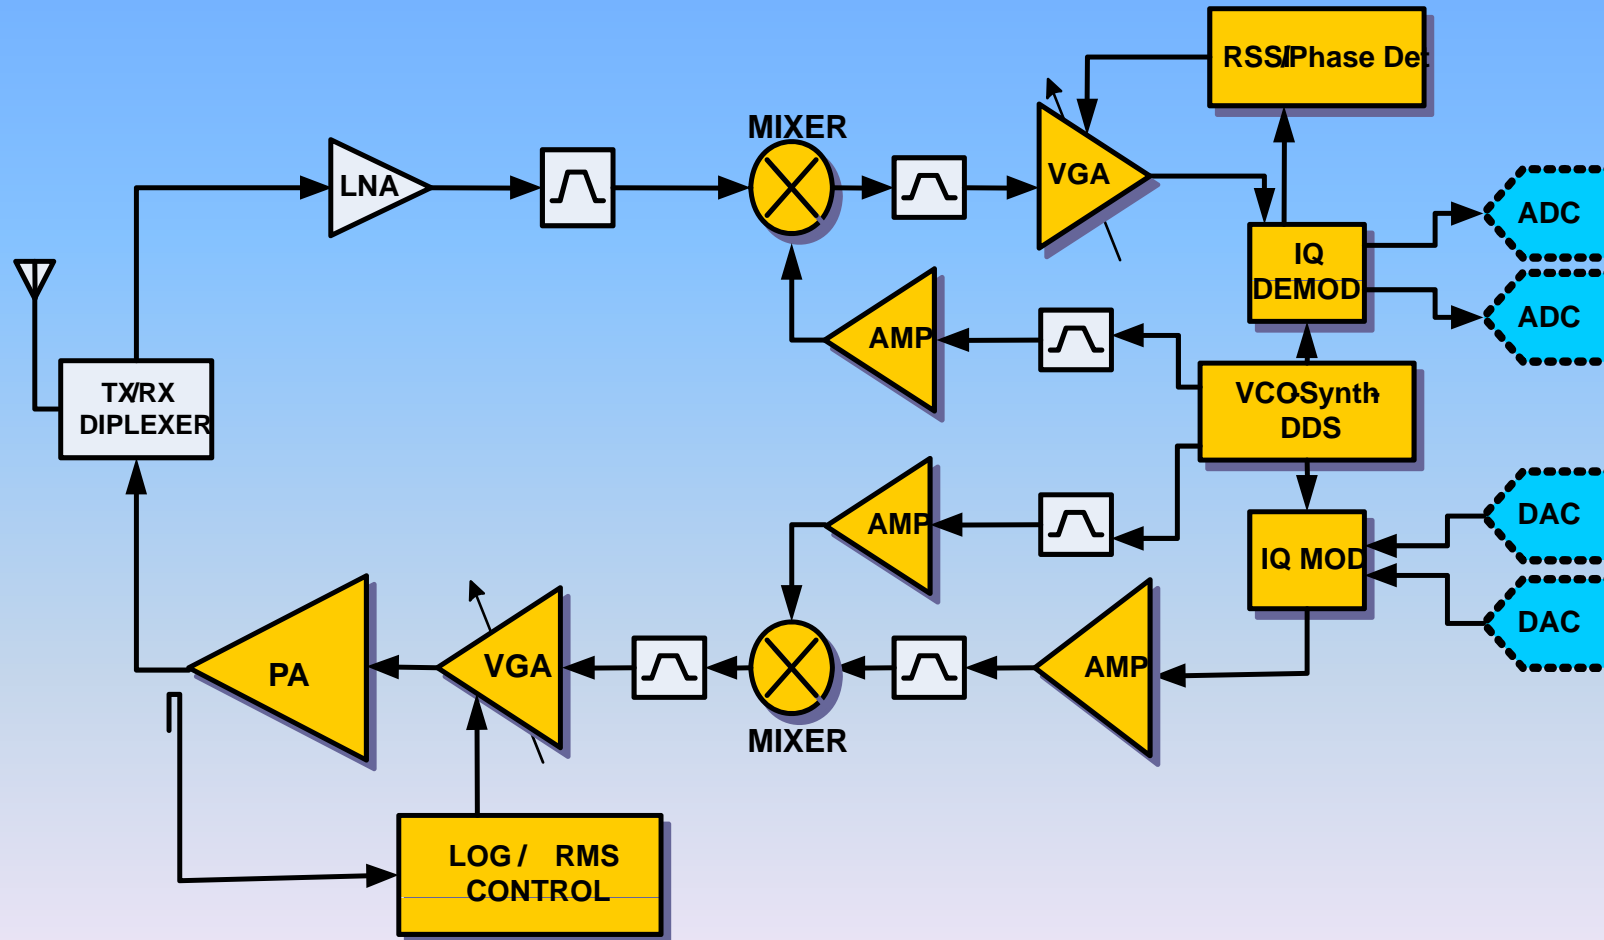 RSSI/Phase Det
MIXER
LNA
VGA
ADC
IQ
DEMOD
ADC
AMP
TX/RX
DIPLEXER
VCO-Synth-
DDS
AMP
DAC
IQ MOD
DAC
PA
VGA
AMP
MIXER
LOG / RMS
CONTROL